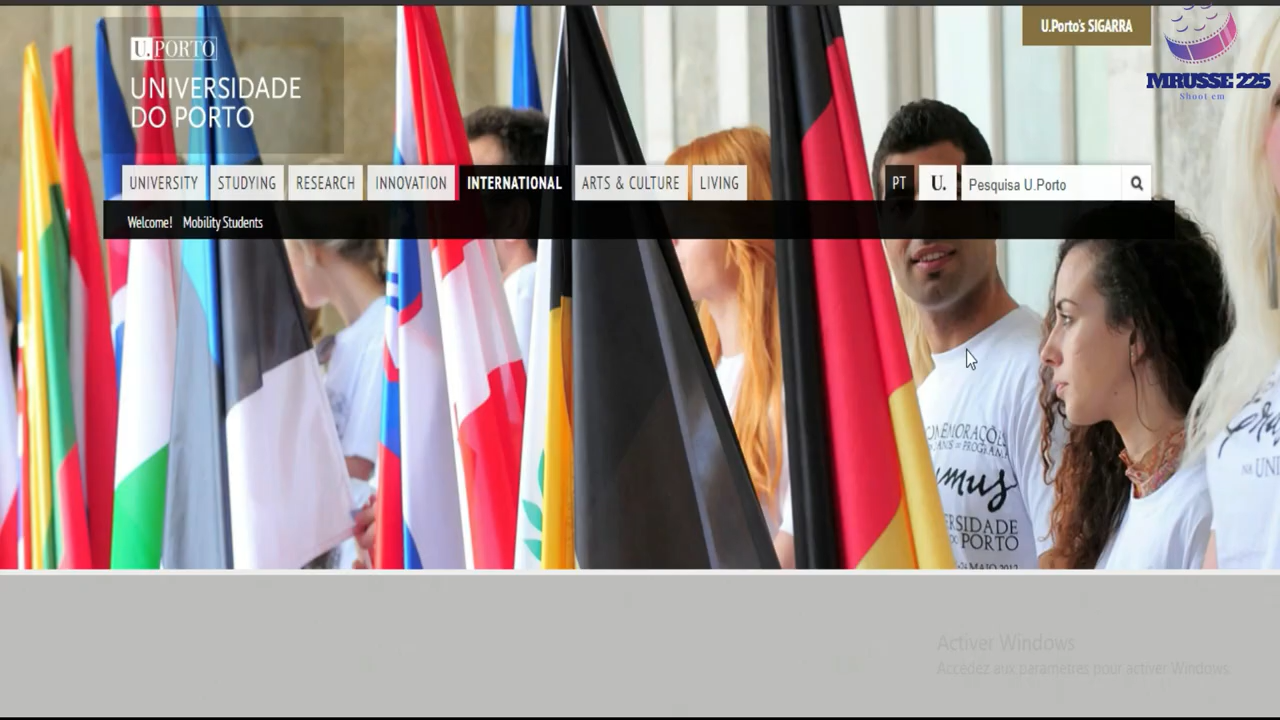 U.PORTO
UNIVERSIDADE
DO PORTO
U.Porto's SIGARRA
MRUSSE 225
Shoot em
UNIVERSITY
STUDYING
RESEARCH
INNOVATION
INTERNATIONAL
ARTS & CULTURE
LIVING
PT
U.
Pesquisa U.Porto
Welcome!
Mobility Students
PORTO
Activer Windows
Accédez aux paramètres pour activer Windows.